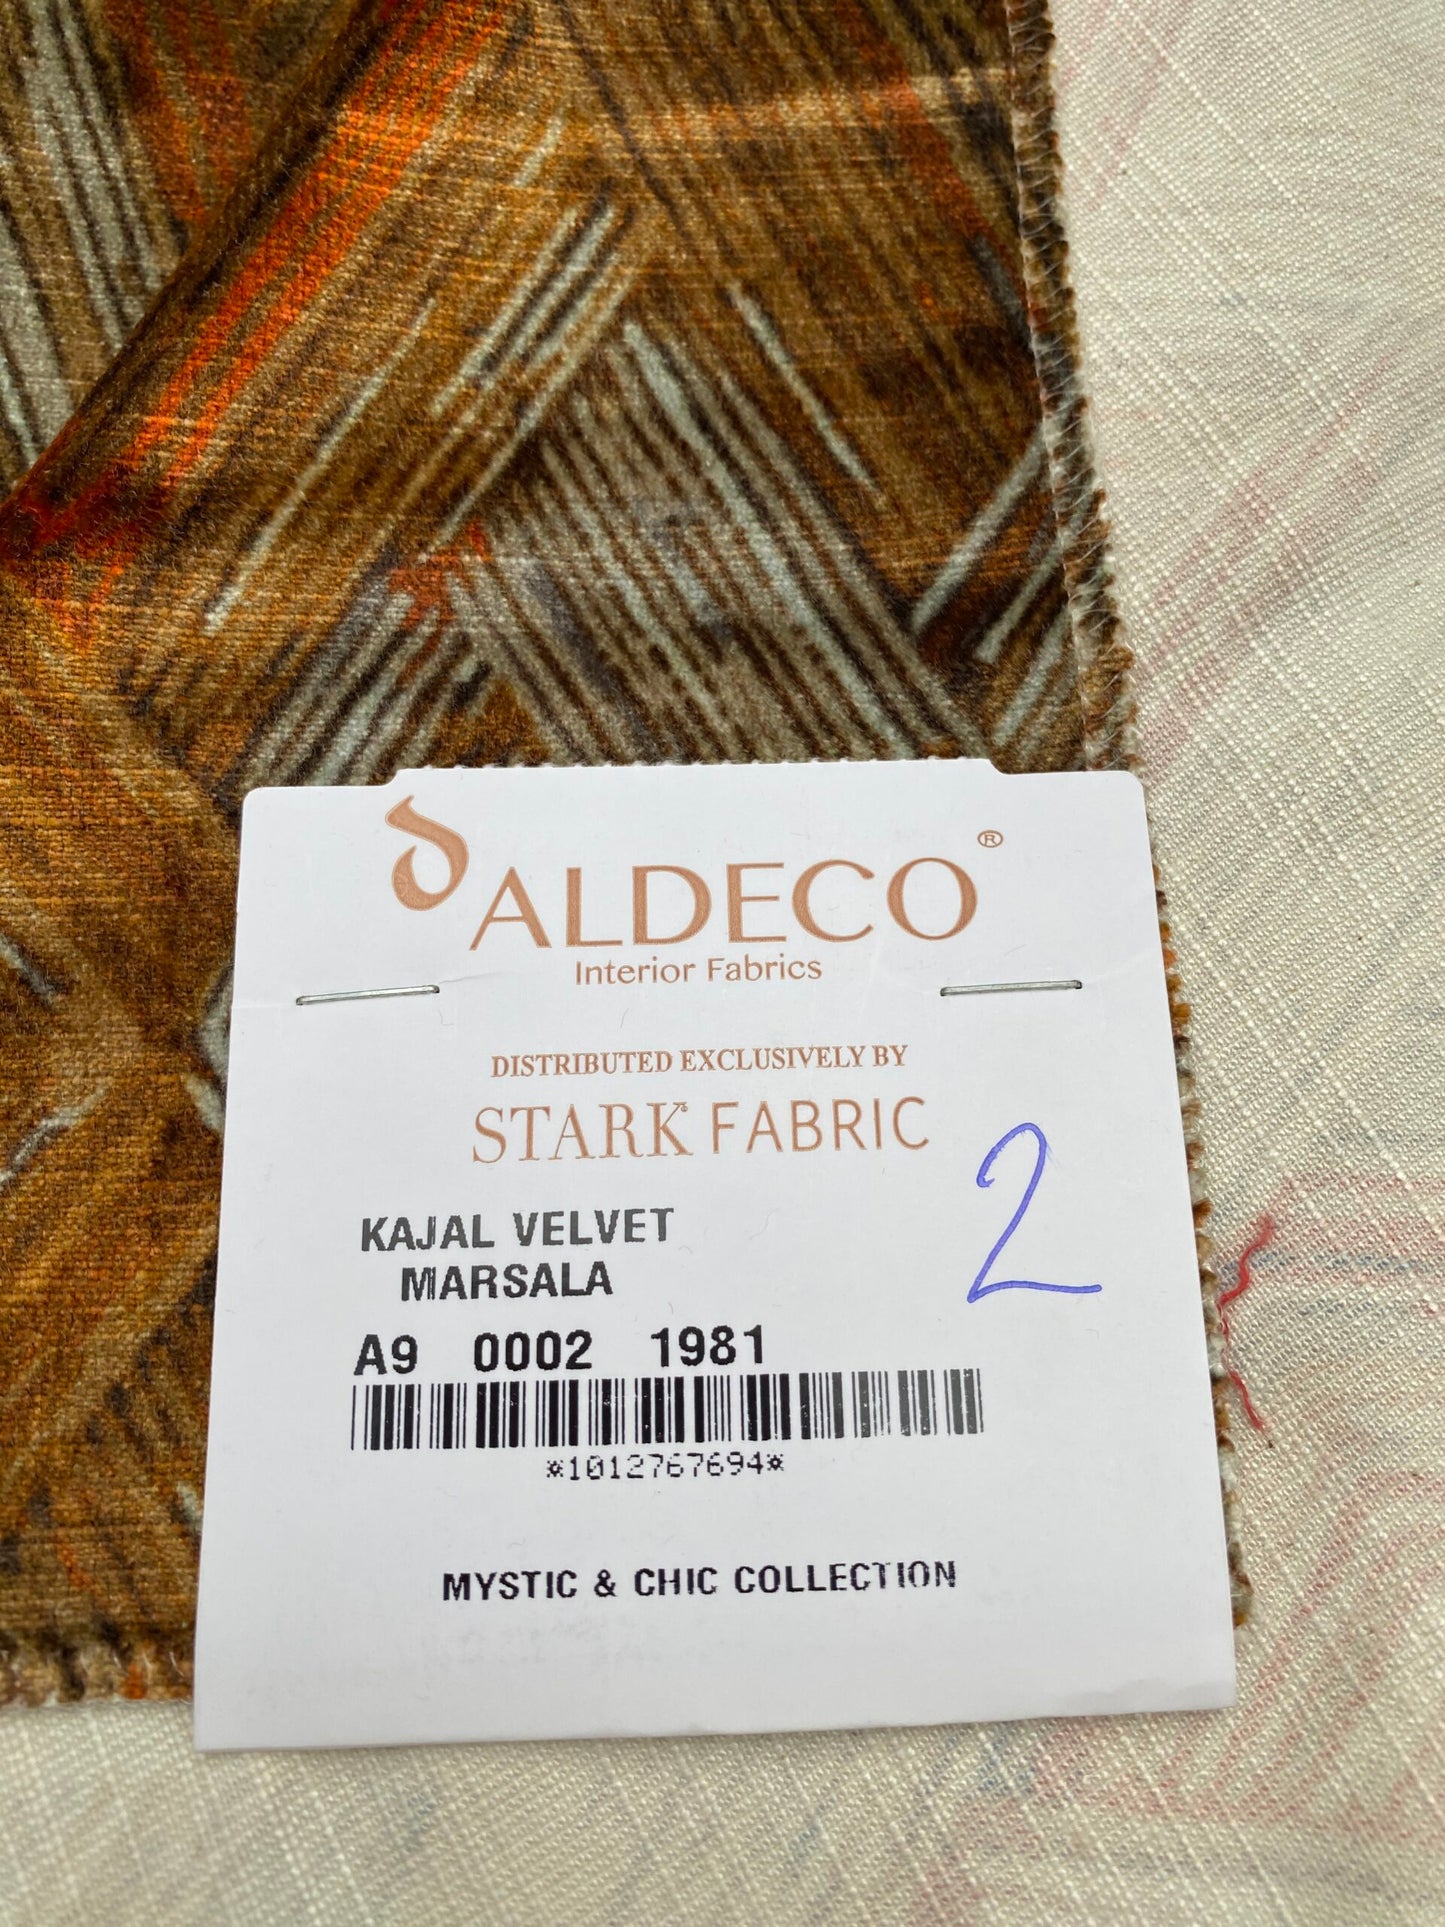 ALDECO®
Interior Fabrics
DISTRIBUTED EXCLUSIVELY BY
STARK FABRIC
2
KAJAL VELVET
MARSALA
A9 0002 1981
*1012767694*
MYSTIC & CHIC COLLECTION